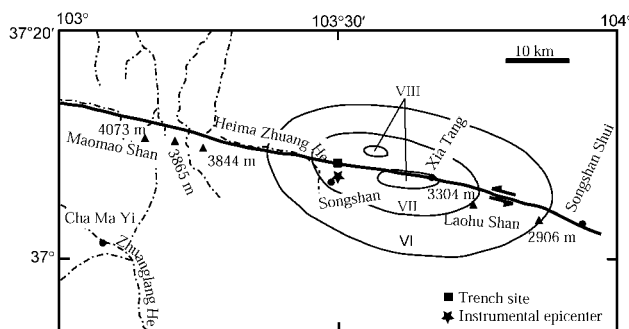 103°
103°30'
104°
37°20'
10 km
VIII
Heima Zhuang He
Xia Tang
Songshan Shui
4073 m
Maomao Shan
3865 m
3844 m
3304 m
Songshan
VII
Laohu Shan
2906 m
VI
Cha Ma Yi
Zhuanglang He
37°
Trench site
Instrumental epicenter